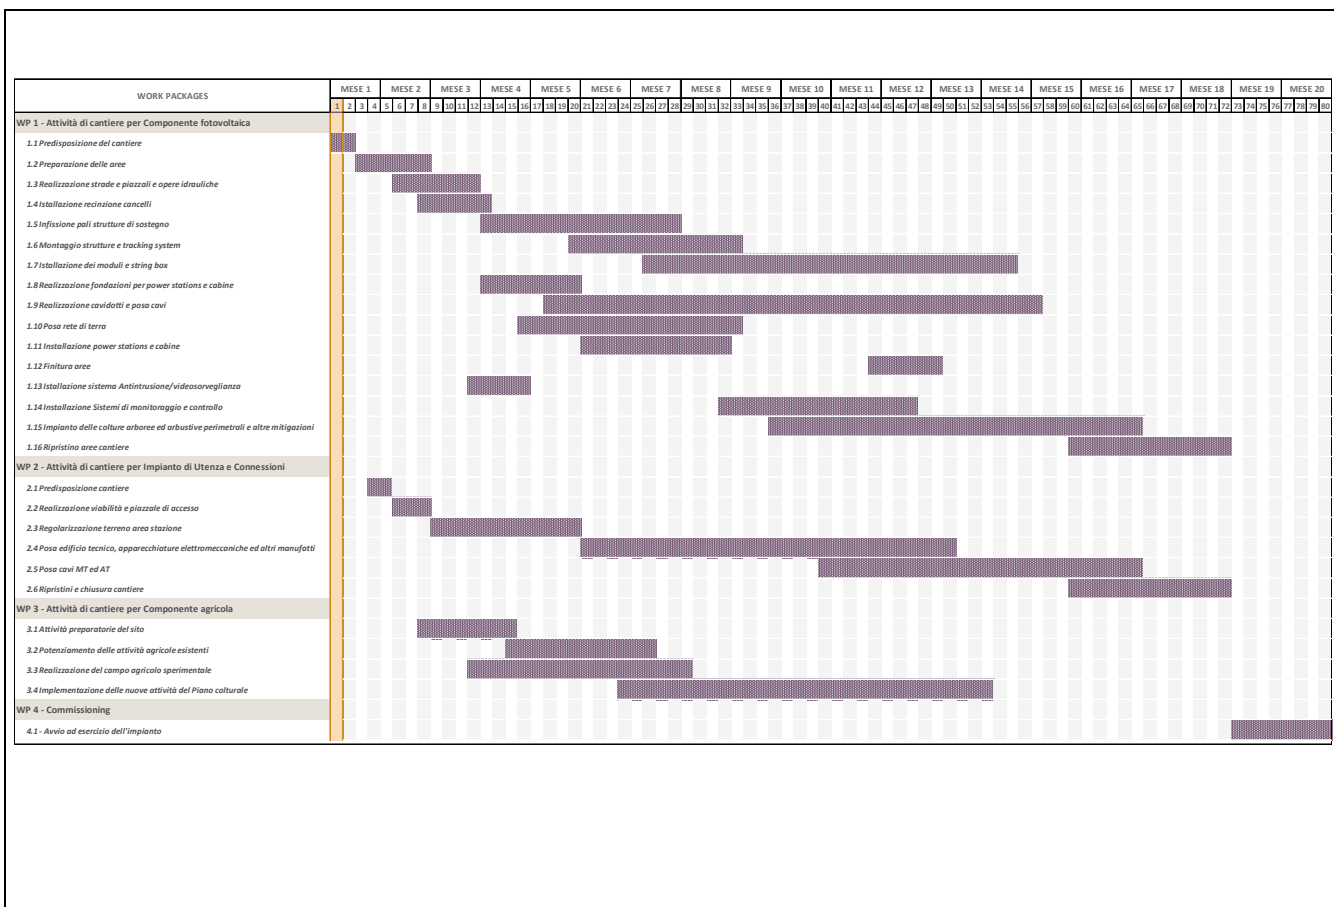 WORK PACKAGES
MESE 1 MESE 2 MESE 3 MESE 4 MESE 5 MESE 6 MESE 7 MESE 8 MESE 9 MESE 10 MESE 11 MESE 12 MESE 13 MESE 14 MESE 15 MESE 16 MESE 17 MESE 18 MESE 19 MESE 20
1 2 3 4 5 6 7 8 9 10 11 12 13 14 15 16 17 18 19 20 21 22 23 24 25 26 27 28 29 30 31 32 33 34 35 36 37 38 39 40 41 42 43 44 45 46 47 48 49 50 51 52 53 54 55 56 57 58 59 60 61 62 63 64 65 66 67 68 69 70 71 72 73 74 75 76 77 78 79 80
WP 1 - Attività di cantiere per Componente fotovoltaica
1.1 Predisposizione del cantiere
1.2 Preparazione delle aree
1.3 Realizzazione strade e piazzali e opere idrauliche
1.4 Istallazione recinzione cancelli
1.5 Infissione pali strutture di sostegno
1.6 Montaggio strutture e tracking system
1.7 Istallazione dei moduli e string box
1.8 Realizzazione fondazioni per power stations e cabine
1.9 Realizzazione cavidotti e posa cavi
1.10 Posa rete di terra
1.11 Installazione power stations e cabine
1.12 Finitura aree
1.13 Istallazione sistema Antintrusione/videosorveglianza
1.14 Installazione Sistemi di monitoraggio e controllo
1.15 Impianto delle colture arboree ed arbustive perimetrali e altre mitigazioni
1.16 Ripristino aree cantiere
WP 2 - Attività di cantiere per Impianto di Utenza e Connessioni
2.1 Predisposizione cantiere
2.2 Realizzazione viabilità e piazzale di accesso
2.3 Regolarizzazione terreno area stazione
2.4 Posa edificio tecnico, apparecchiature elettromeccaniche ed altri manufatti
2.5 Posa cavi MT ed AT
2.6 Ripristini e chiusura cantiere
WP 3 - Attività di cantiere per Componente agricola
3.1 Attività preparatorie del sito
3.2 Potenziamento delle attività agricole esistenti
3.3 Realizzazione del campo agricolo sperimentale
3.4 Implementazione delle nuove attività del Piano colturale
WP 4 - Commissioning
4.1 - Avvio ad esercizio dell'impianto